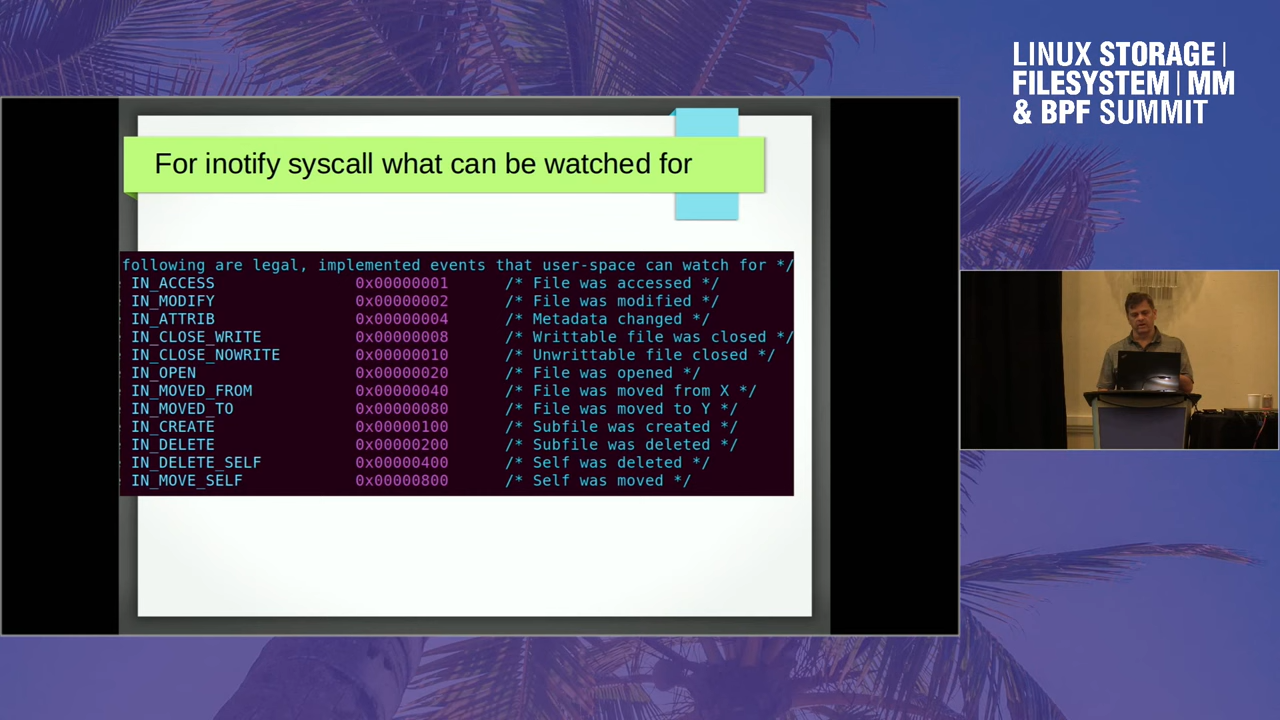 LINUX STORAGE |
FILESYSTEM | MM
& BPF SUMMIT
For inotify syscall what can be watched for
following are legal, implemented events that user-space can watch for */
IN_ACCESS 0x00000001 /* File was accessed */
IN_MODIFY 0x00000002 /* File was modified */
IN_ATTRIB 0x00000004 /* Metadata changed */
IN_CLOSE_WRITE 0x00000008 /* Writtable file was closed */
IN_CLOSE_NOWRITE 0x00000010 /* Unwrittable file closed */
IN_OPEN 0x00000020 /* File was opened */
IN_MOVED_FROM 0x00000040 /* File was moved from X */
IN_MOVED_TO 0x00000080 /* File was moved to Y */
IN_CREATE 0x00000100 /* Subfile was created */
IN_DELETE 0x00000200 /* Subfile was deleted */
IN_DELETE_SELF 0x00000400 /* Self was deleted */
IN_MOVE_SELF 0x00000800 /* Self was moved */